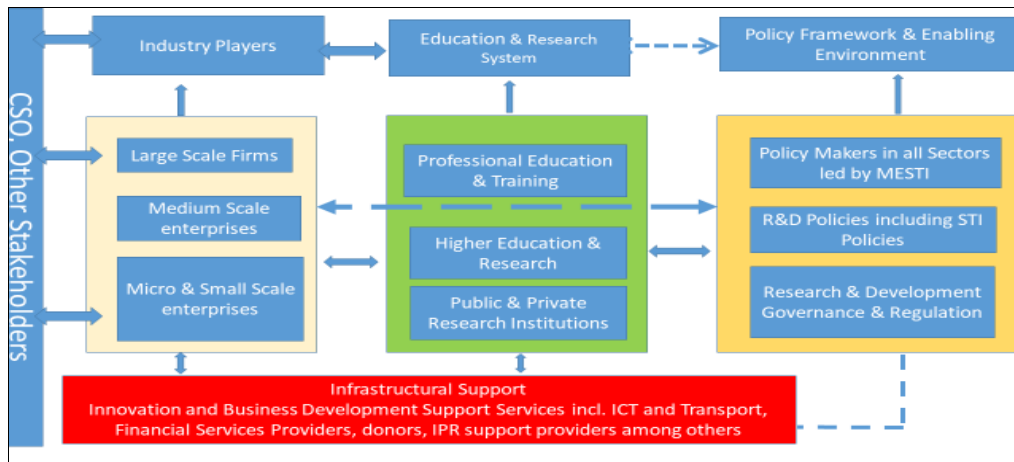 CSO, Other Stakeholders
Industry Players
Education & Research
System
Policy Framework & Enabling
Environment
Large Scale Firms
Medium Scale
enterprises
Micro & Small Scale
enterprises
Professional Education
& Training
Higher Education &
Research
Public & Private
Research Institutions
Policy Makers in all Sectors
led by MESTI
R&D Policies including STI
Policies
Research & Development
Governance & Regulation
Infrastructural Support
Innovation and Business Development Support Services incl. ICT and Transport,
Financial Services Providers, donors, IPR support providers among others